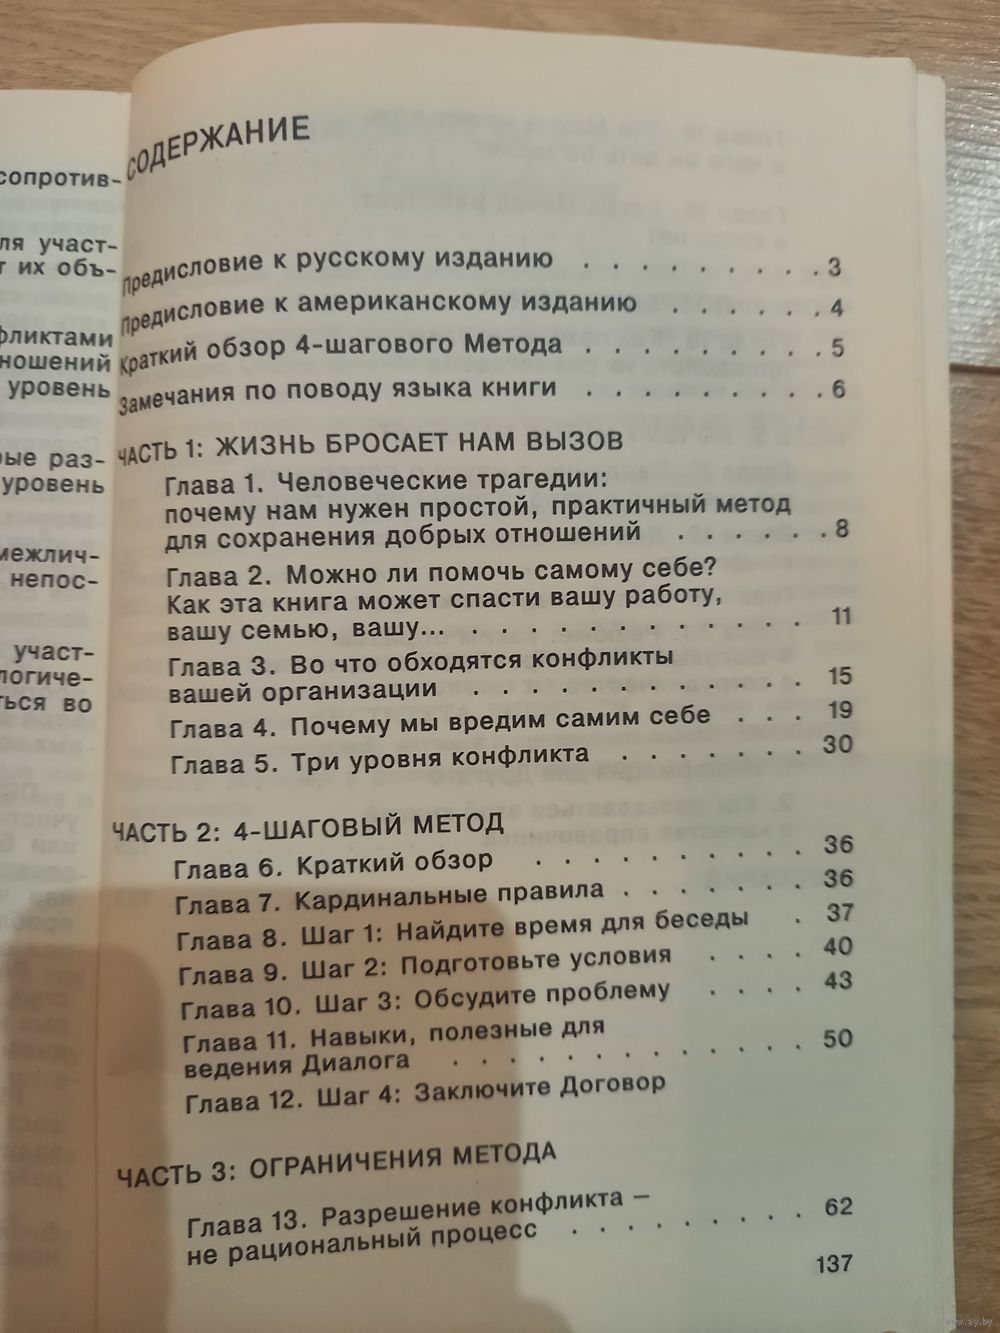 сопротив-
ля участ-
т их объ-
фликтами
ношений
уровень
рые раз-
уровень
межлич-
непос-
участ-
логиче-
ться во
СОДЕРЖАНИЕ
Предисловие к русскому изданию . . . . . . . . . 3
Предисловие к американскому изданию . . . . . . 4
Краткий обзор 4-шагового Метода . . . . . . . . . 5
Замечания по поводу языка книги . . . . . . . . . 6
ЧАСТЬ 1: ЖИЗНЬ БРОСАЕТ НАМ ВЫЗОВ
Глава 1. Человеческие трагедии:
почему нам нужен простой, практичный метод
для сохранения добрых отношений . . . . . . 8
Глава 2. Можно ли помочь самому себе?
Как эта книга может спасти вашу работу,
вашу семью, вашу... . . . . . . . . . . . . . 11
Глава 3. Во что обходятся конфликты
вашей организации . . . . . . . . . . . . 15
Глава 4. Почему мы вредим самим себе . . . 19
Глава 5. Три уровня конфликта . . . . . . . 30
ЧАСТЬ 2: 4-ШАГОВЫЙ МЕТОД
Глава 6. Краткий обзор . . . . . . . . . . 36
Глава 7. Кардинальные правила . . . . . . . 36
Глава 8. Шаг 1: Найдите время для беседы . 37
Глава 9. Шаг 2: Подготовьте условия . . . . 40
Глава 10. Шаг 3: Обсудите проблему . . . . 43
Глава 11. Навыки, полезные для
ведения Диалога . . . . . . . . . . . . . 50
Глава 12. Шаг 4: Заключите Договор
ЧАСТЬ 3: ОГРАНИЧЕНИЯ МЕТОДА
Глава 13. Разрешение конфликта –
не рациональный процесс . . . . . . . . . 62
137
www.ay.by